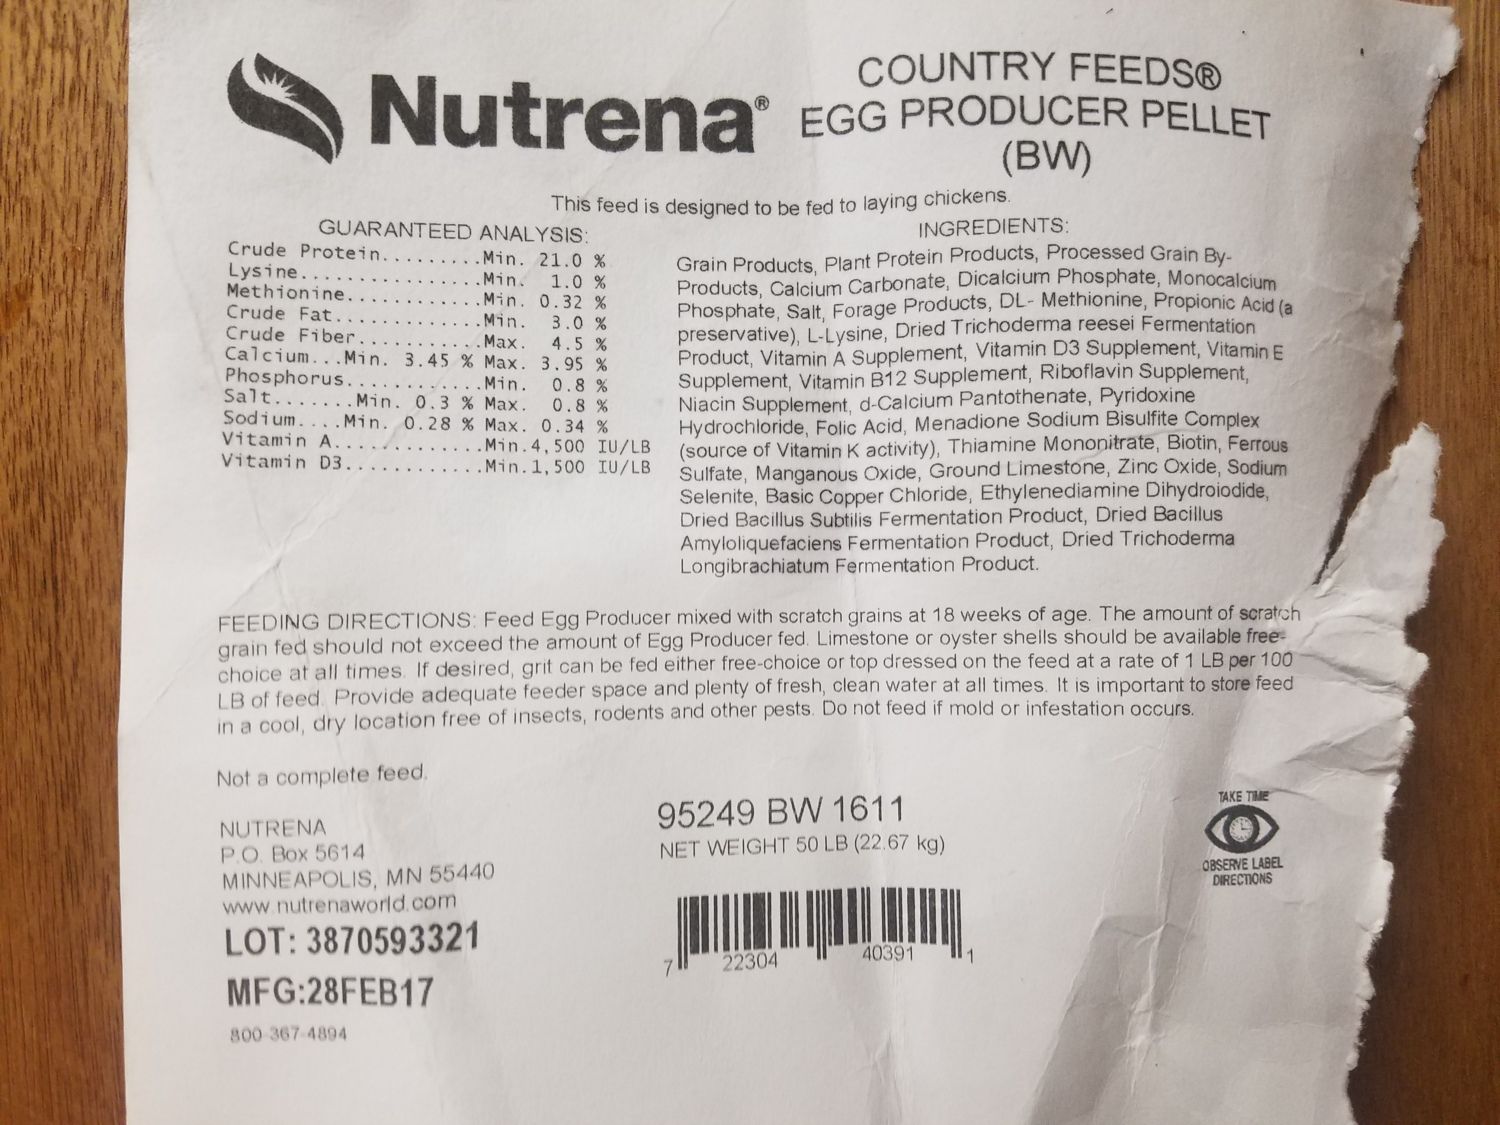 Nutrena®
COUNTRY FEEDS®
EGG PRODUCER PELLET
(BW)
This feed is designed to be fed to laying chickens.
GUARANTEED ANALYSIS:
Crude Protein.........Min. 21.0 %
Lysine................Min. 1.0 %
Methionine............Min. 0.32 %
Crude Fat.............Min. 3.0 %
Crude Fiber...........Max. 4.5 %
Calcium...Min. 3.45 % Max. 3.95 %
Phosphorus............Min. 0.8 %
Salt.......Min. 0.3 % Max. 0.8 %
Sodium....Min. 0.28 % Max. 0.34 %
Vitamin A............Min.4,500 IU/LB
Vitamin D3............Min.1,500 IU/LB
INGREDIENTS:
Grain Products, Plant Protein Products, Processed Grain By-
Products, Calcium Carbonate, Dicalcium Phosphate, Monocalcium
Phosphate, Salt, Forage Products, DL- Methionine, Propionic Acid (a
preservative), L-Lysine, Dried Trichoderma reesei Fermentation
Product, Vitamin A Supplement, Vitamin D3 Supplement, Vitamin E
Supplement, Vitamin B12 Supplement, Riboflavin Supplement,
Niacin Supplement, d-Calcium Pantothenate, Pyridoxine
Hydrochloride, Folic Acid, Menadione Sodium Bisulfite Complex
(source of Vitamin K activity), Thiamine Mononitrate, Biotin, Ferrous
Sulfate, Manganous Oxide, Ground Limestone, Zinc Oxide, Sodium
Selenite, Basic Copper Chloride, Ethylenediamine Dihydroiodide,
Dried Bacillus Subtilis Fermentation Product, Dried Bacillus
Amyloliquefaciens Fermentation Product, Dried Trichoderma
Longibrachiatum Fermentation Product.
FEEDING DIRECTIONS: Feed Egg Producer mixed with scratch grains at 18 weeks of age. The amount of scratch
grain fed should not exceed the amount of Egg Producer fed. Limestone or oyster shells should be available free-
choice at all times. If desired, grit can be fed either free-choice or top dressed on the feed at a rate of 1 LB per 100
LB of feed. Provide adequate feeder space and plenty of fresh, clean water at all times. It is important to store feed
in a cool, dry location free of insects, rodents and other pests. Do not feed if mold or infestation occurs.
Not a complete feed.
NUTRENA
P.O. Box 5614
MINNEAPOLIS, MN 55440
www.nutrenaworld.com
LOT: 3870593321
MFG:28FEB17
800-367-4894
95249 BW 1611
NET WEIGHT 50 LB (22.67 kg)
7 22304 40391 1
TAKE TIME
OBSERVE LABEL
DIRECTIONS